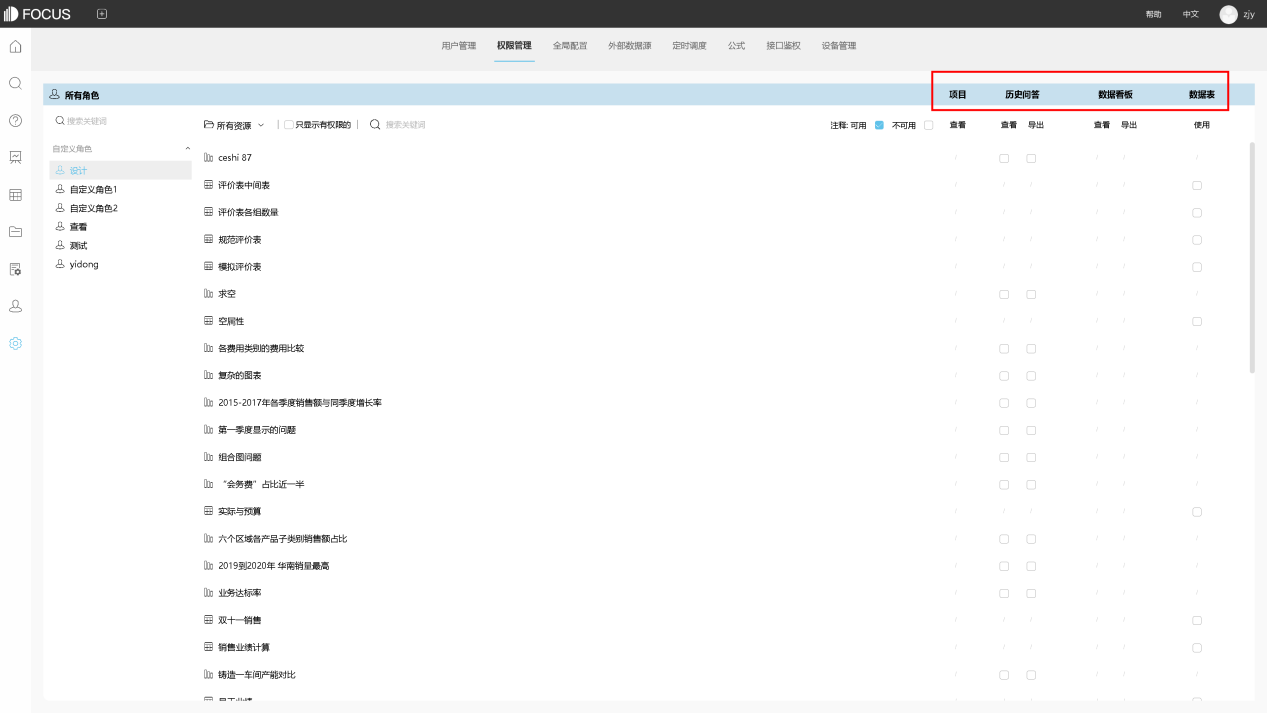 FOCUS 帮助 中文 zjy
用户管理 权限管理 全局配置 外部数据源 定时调度 公式 接口鉴权 设备管理
所有角色 项目 历史问答 数据看板 数据表
搜索关键词 所有资源 只显示有权限的 搜索关键词 注释: 可用 不可用 查看 查看 导出 查看 导出 使用
自定义角色
设计
自定义角色1
自定义角色2
查看
测试
yidong
ceshi 87
评价表中间表
评价表各组数量
规范评价表
模拟评价表
求空
空属性
各费用类别的费用比较
复杂的图表
2015-2017年各季度销售额与同季度增长率
第一季度显示的问题
组合图问题
“会务费”占比近一半
实际与预算
六个区域各产品子类别销售额占比
2019到2020年 华南销量最高
业务达标率
双十一销售
销售业绩计算
铸造一车间产能对比